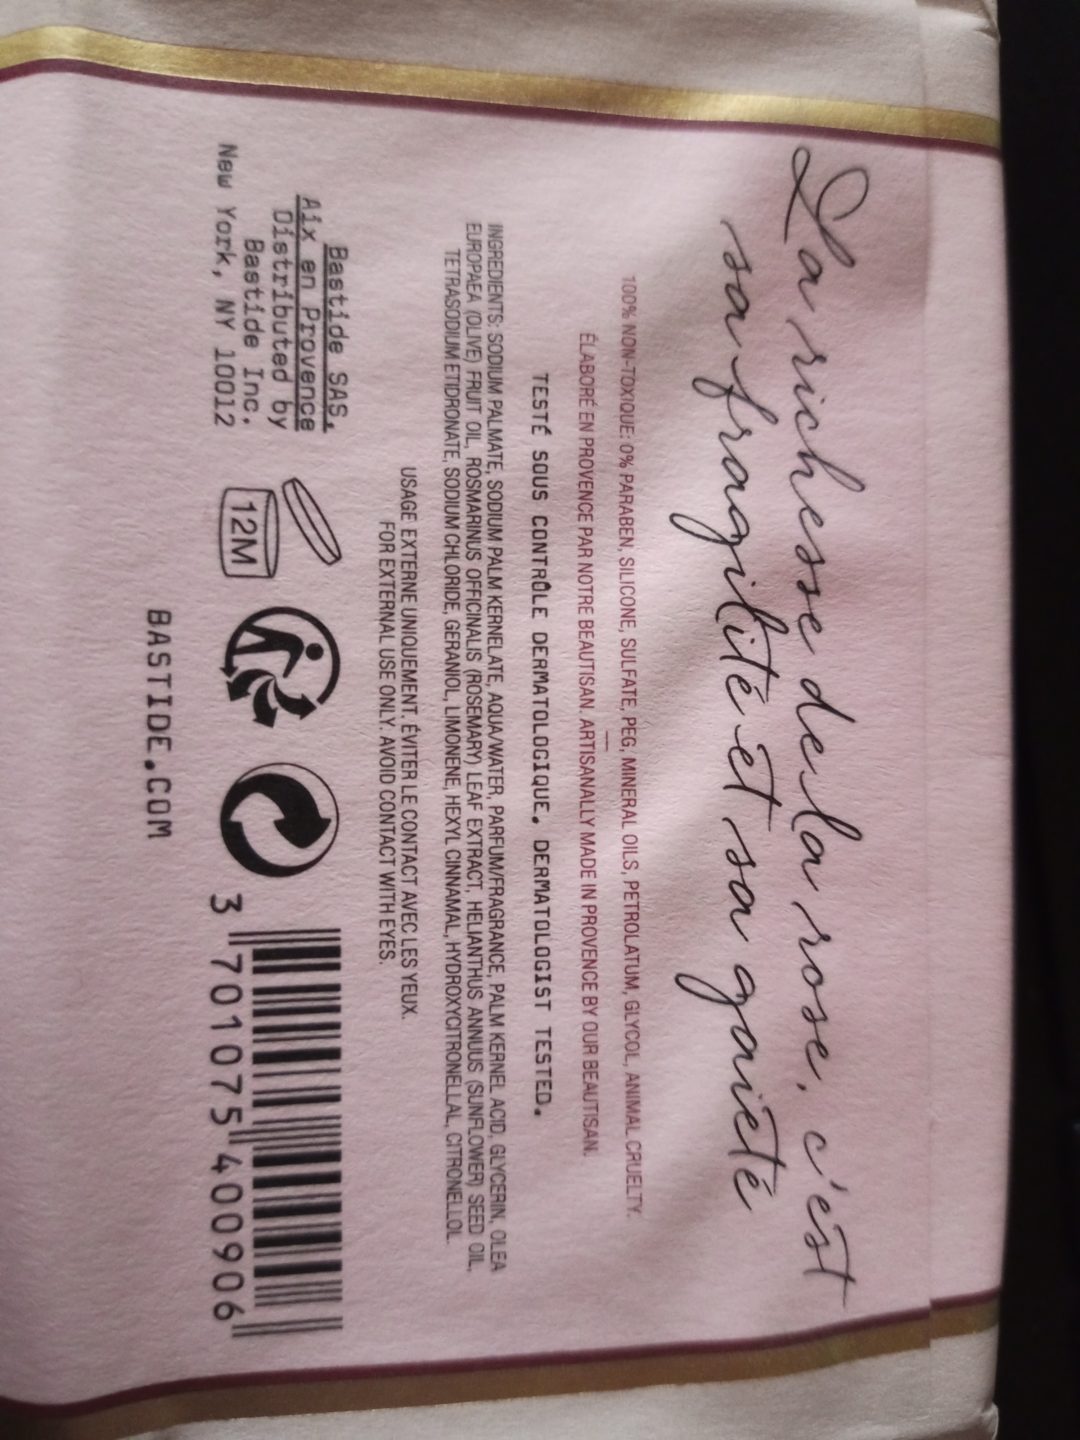 La richesse de la rose, c'est
sa fragilité et sa gaieté
100% NON-TOXIQUE: 0% PARABEN, SILICONE, SULFATE, PEG, MINERAL OILS, PETROLATUM, GLYCOL, ANIMAL CRUELTY.
ÉLABORÉ EN PROVENCE PAR NOTRE BEAUTISAN. ARTISANALLY MADE IN PROVENCE BY OUR BEAUTISAN.
TESTÉ SOUS CONTRÔLE DERMATOLOGIQUE. DERMATOLOGIST TESTED.
INGREDIENTS: SODIUM PALMATE, SODIUM PALM KERNELATE, AQUA/WATER, PARFUM/FRAGRANCE, PALM KERNEL ACID, GLYCERIN, OLEA
EUROPAEA (OLIVE) FRUIT OIL, ROSMARINUS OFFICINALIS (ROSEMARY) LEAF EXTRACT, HELIANTHUS ANNUUS (SUNFLOWER) SEED OIL,
TETRASODIUM ETIDRONATE, SODIUM CHLORIDE, GERANIOL, LIMONENE, HEXYL CINNAMAL, HYDROXYCITRONELLAL, CITRONELLOL.
USAGE EXTERNE UNIQUEMENT. ÉVITER LE CONTACT AVEC LES YEUX.
FOR EXTERNAL USE ONLY. AVOID CONTACT WITH EYES.
Bastide SAS.
Aix en Provence
Distributed by
Bastide Inc.
New York, NY 10012
12M
3 701075 400906
BASTIDE.COM